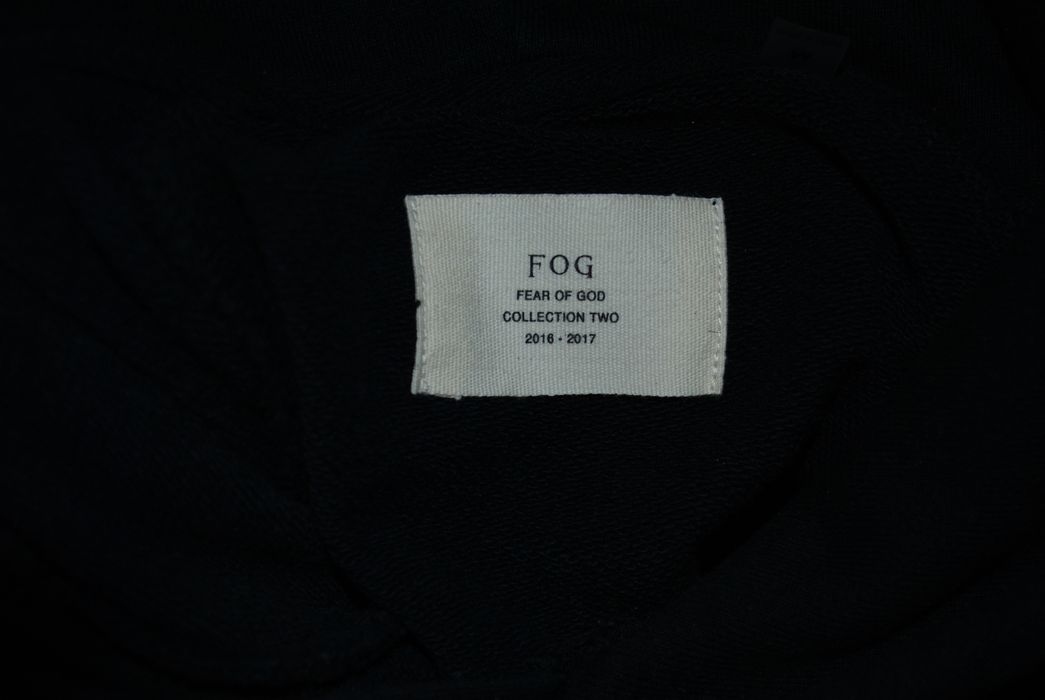 FOG
FEAR OF GOD
COLLECTION TWO
2016 - 2017